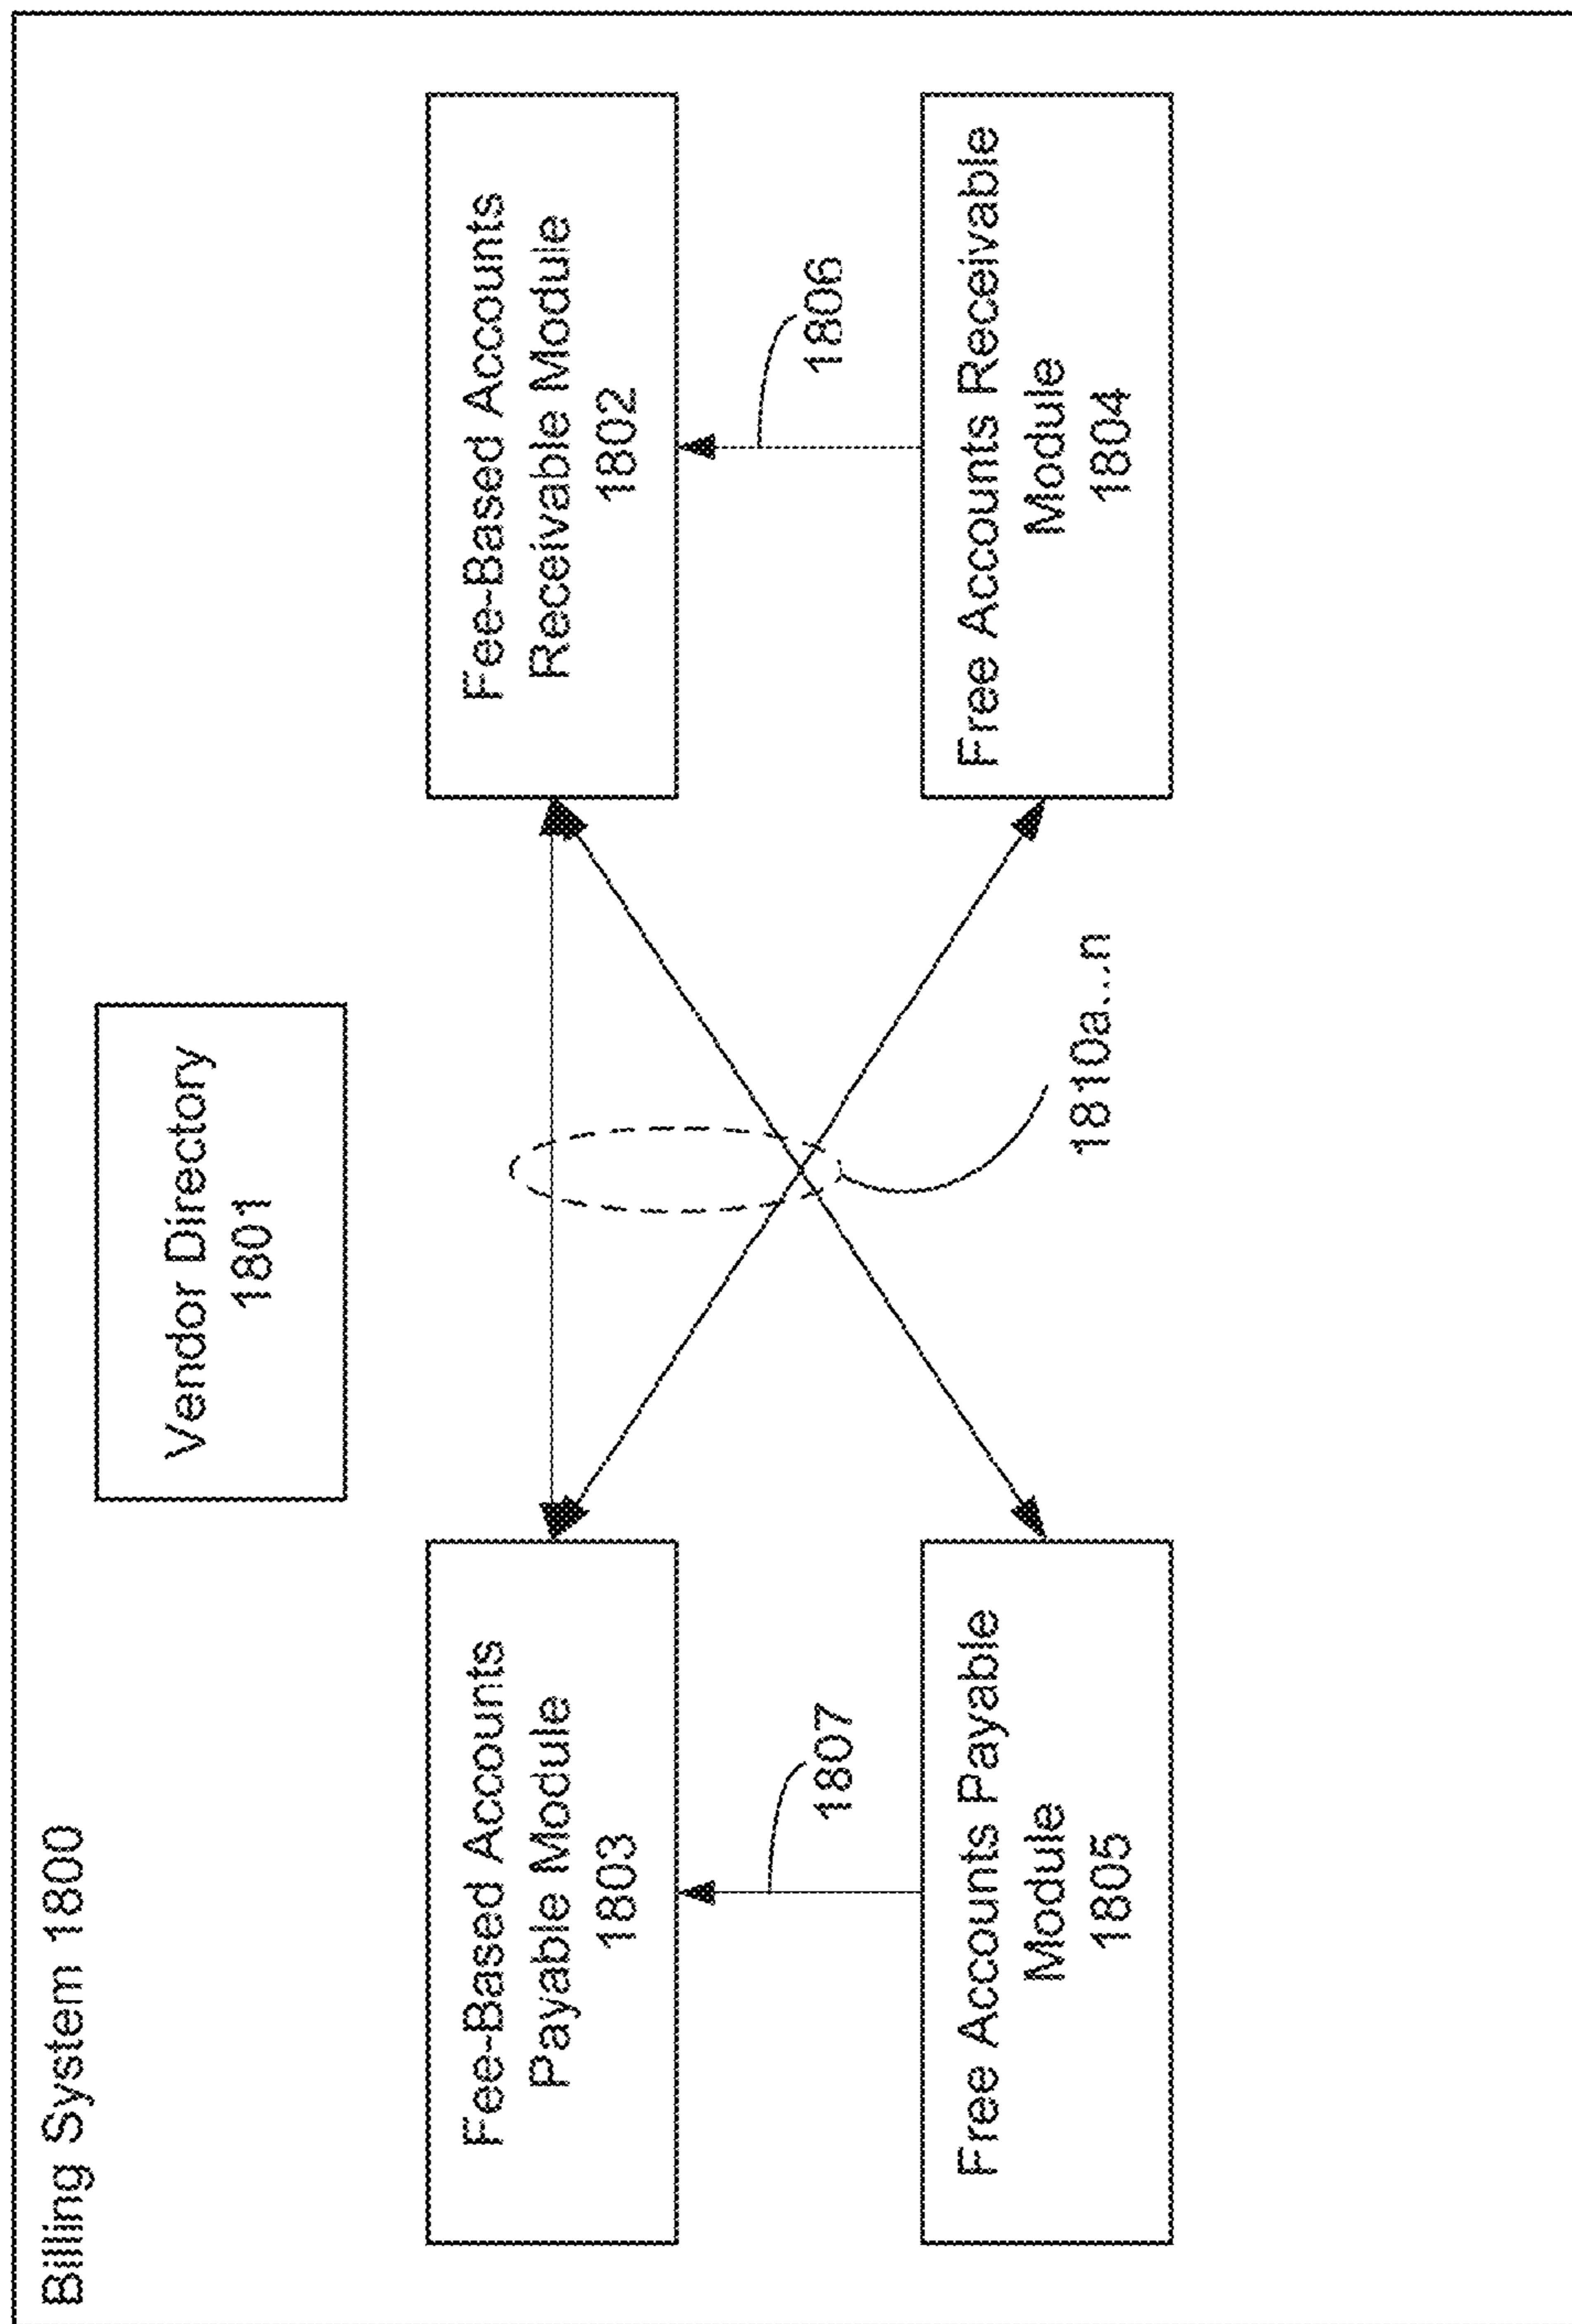 Billing System 1800
Vendor Directory
1801
Fee-Based Accounts
Payable Module
1803
Fee-Based Accounts
Receivable Module
1802
1807
1806
Free Accounts Payable
Module
1805
Free Accounts Receivable
Module
1804
1810a...n